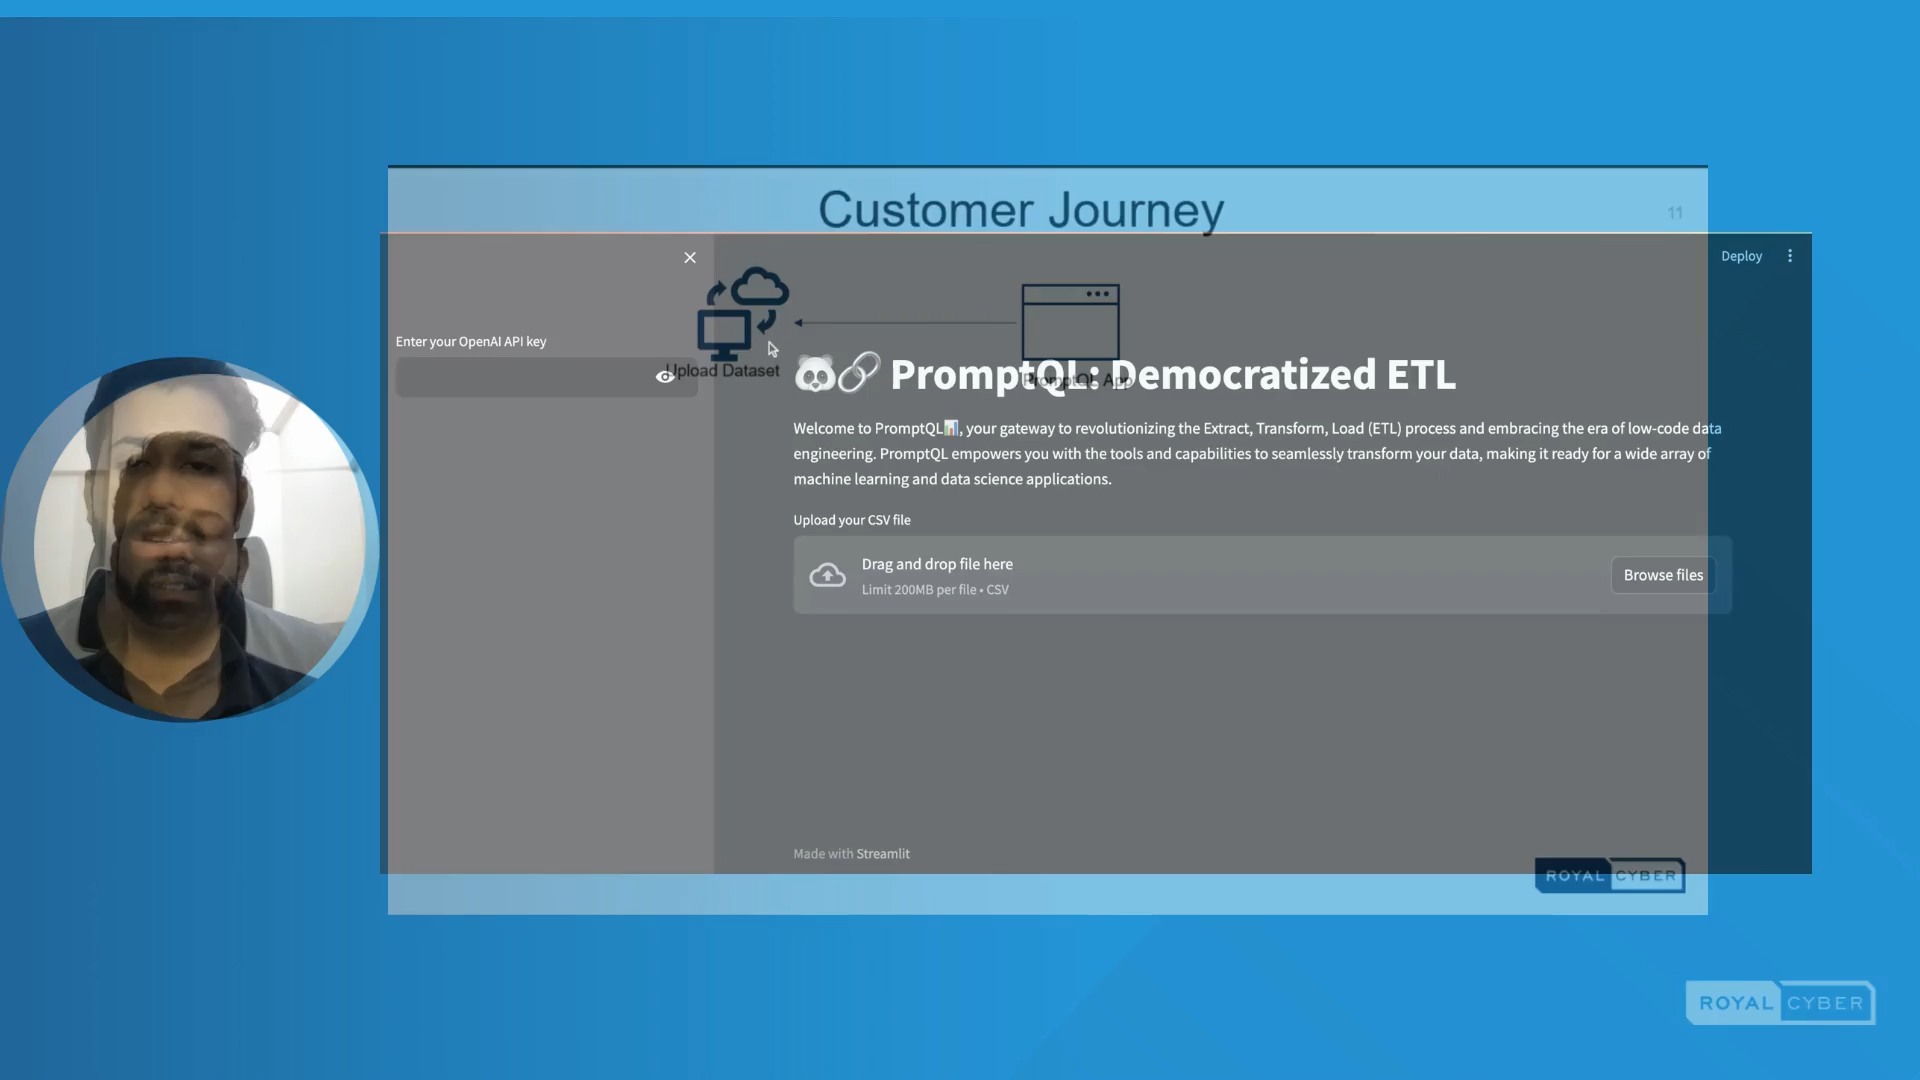 Customer Journey
11
Deploy
Enter your OpenAI API key
Upload Dataset
PromptQL App
🐼🔗 PromptQL: Democratized ETL
Welcome to PromptQL📊, your gateway to revolutionizing the Extract, Transform, Load (ETL) process and embracing the era of low-code data
engineering. PromptQL empowers you with the tools and capabilities to seamlessly transform your data, making it ready for a wide array of
machine learning and data science applications.
Upload your CSV file
Drag and drop file here
Limit 200MB per file • CSV
Browse files
Made with Streamlit
ROYAL CYBER
ROYAL CYBER